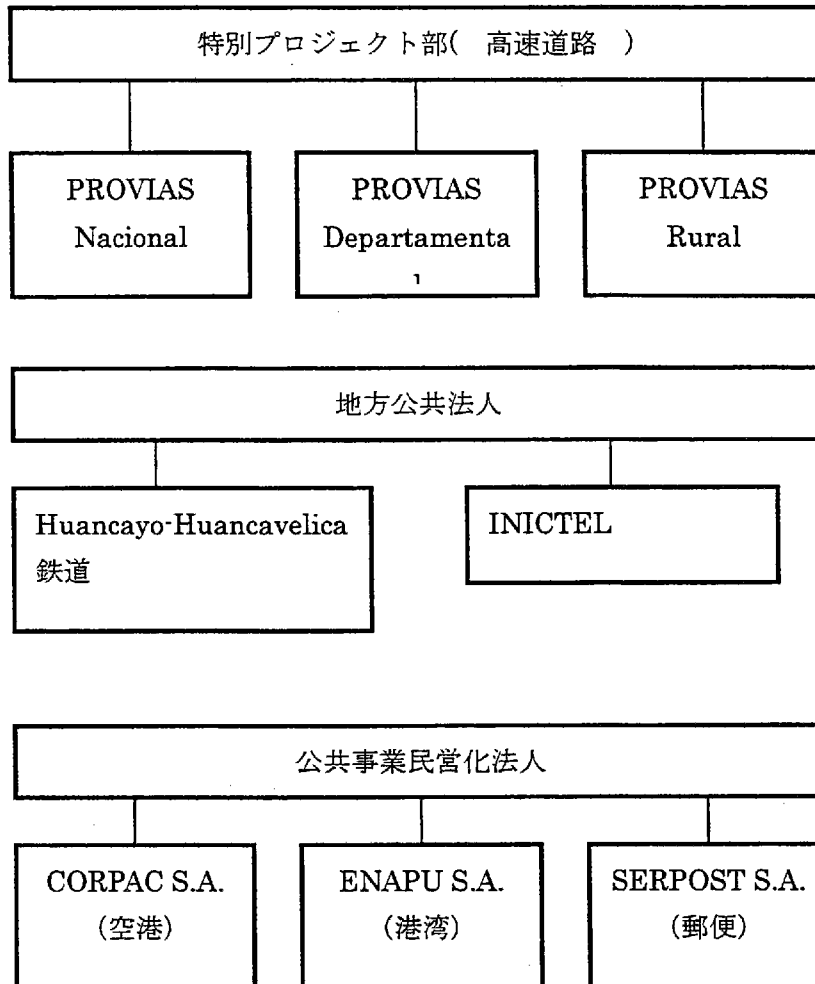 特別プロジェクト部(　高速道路　)
PROVIAS
Nacional
PROVIAS
Departamenta
l
PROVIAS
Rural
地方公共法人
Huancayo-Huancavelica
鉄道
INICTEL
公共事業民営化法人
CORPAC S.A.
(空港)
ENAPU S.A.
(港湾)
SERPOST S.A.
(郵便)